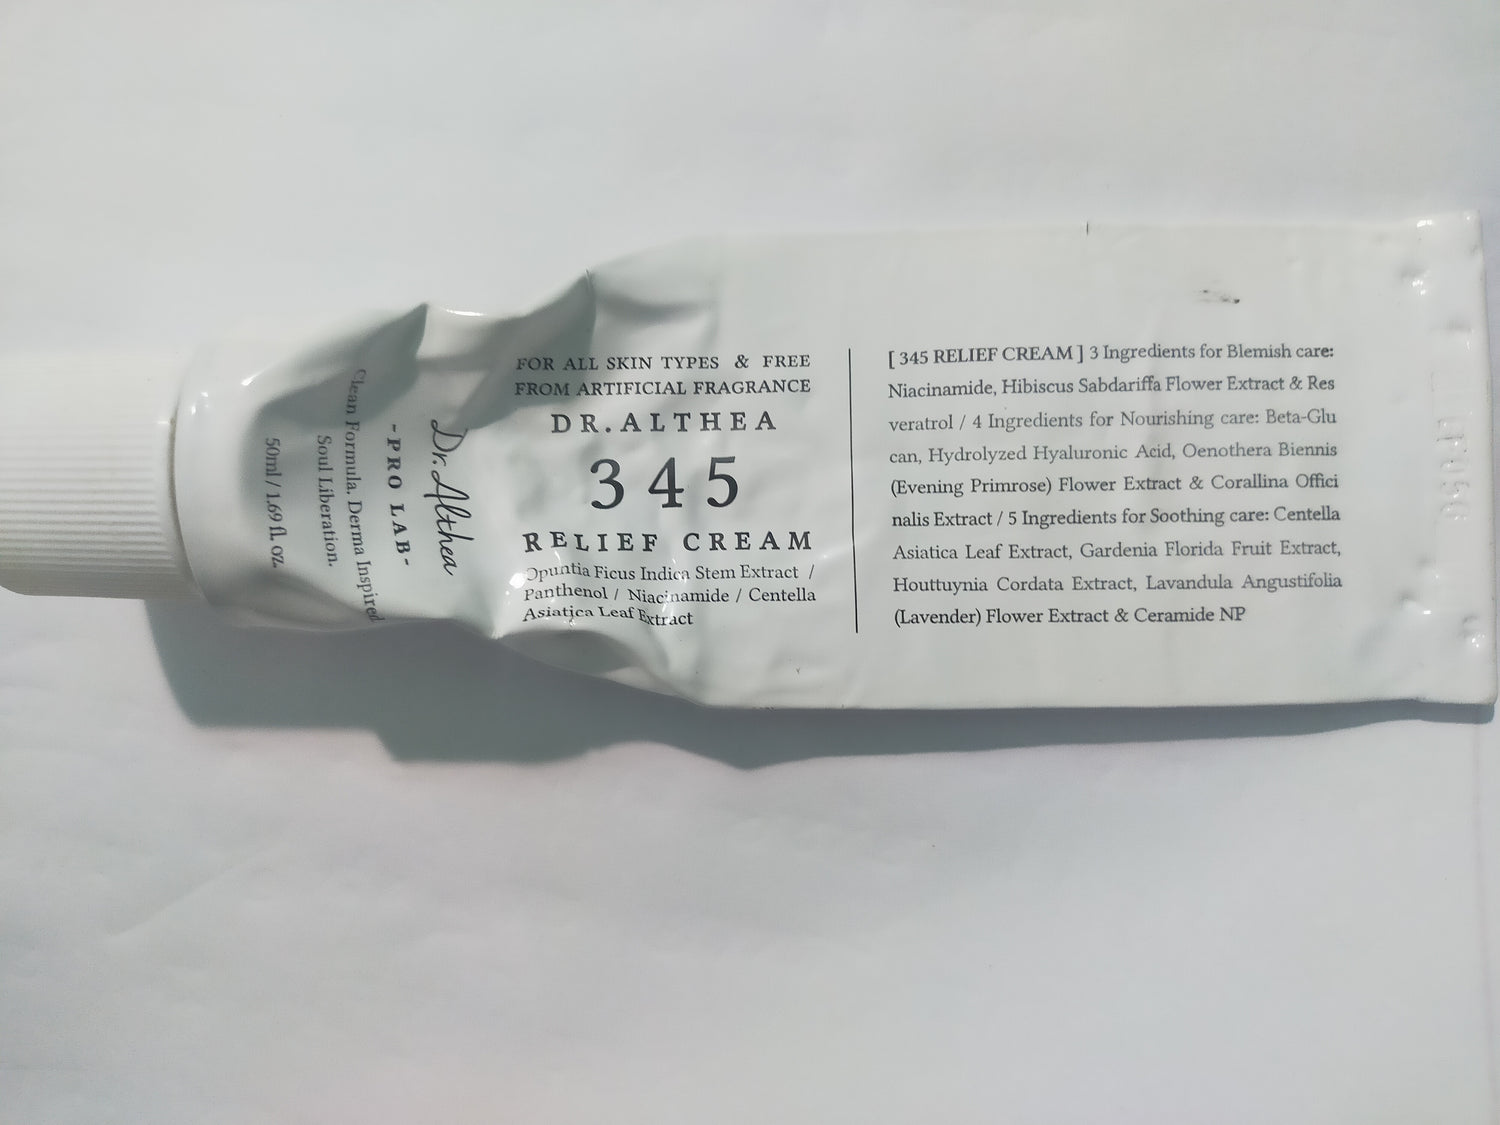 FOR ALL SKIN TYPES & FREE
FROM ARTIFICIAL FRAGRANCE
DR.ALTHEA
345
RELIEF CREAM
Opuntia Ficus Indica Stem Extract /
Panthenol / Niacinamide / Centella
Asiatica Leaf Extract
[ 345 RELIEF CREAM ] 3 Ingredients for Blemish care:
Niacinamide, Hibiscus Sabdariffa Flower Extract & Res
veratrol / 4 Ingredients for Nourishing care: Beta-Glu
can, Hydrolyzed Hyaluronic Acid, Oenothera Biennis
(Evening Primrose) Flower Extract & Corallina Offici
nalis Extract / 5 Ingredients for Soothing care: Centella
Asiatica Leaf Extract, Gardenia Florida Fruit Extract,
Houttuynia Cordata Extract, Lavandula Angustifolia
(Lavender) Flower Extract & Ceramide NP
Dr.Althea
-PRO LAB-
Clean Formula. Derma Inspired
Soul Liberation.
50ml / 1.69 fl. oz.